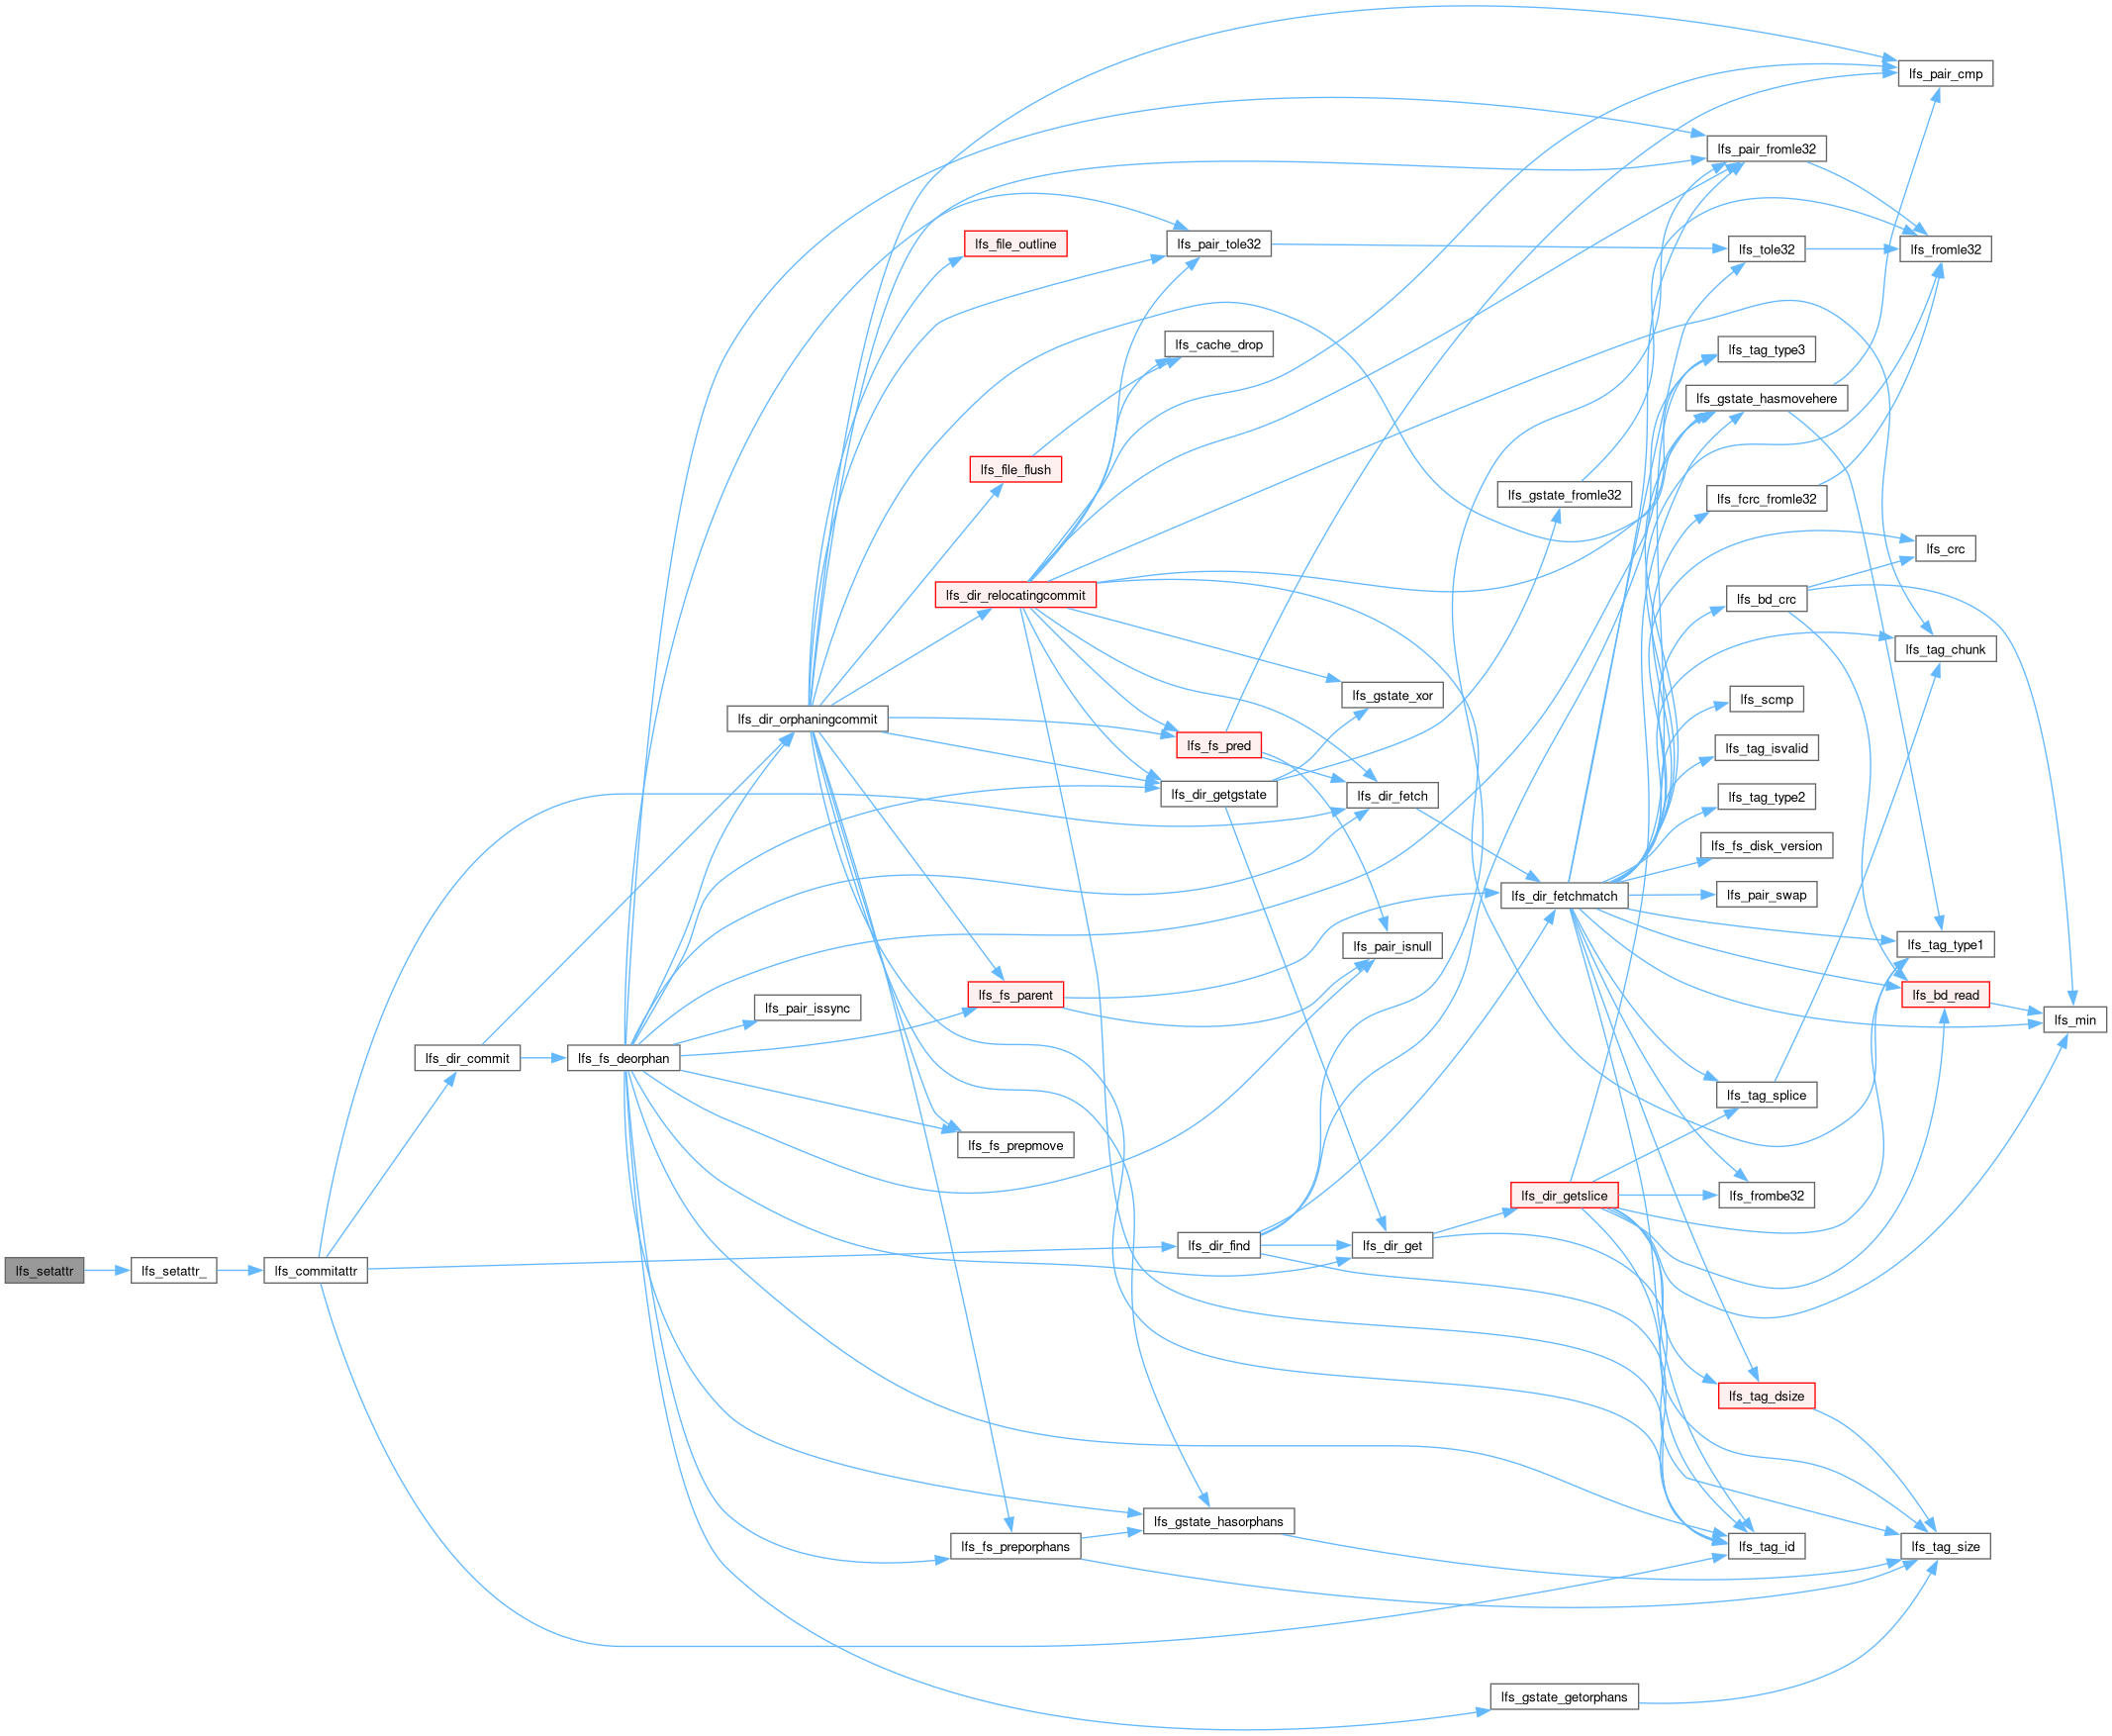 lfs_setattr
lfs_setattr_
lfs_commitattr
lfs_dir_commit
lfs_fs_deorphan
lfs_dir_orphaningcommit
lfs_pair_issync
lfs_file_outline
lfs_file_flush
lfs_dir_relocatingcommit
lfs_fs_parent
lfs_fs_prepmove
lfs_fs_preporphans
lfs_pair_tole32
lfs_cache_drop
lfs_fs_pred
lfs_dir_getgstate
lfs_dir_find
lfs_gstate_hasorphans
lfs_gstate_xor
lfs_dir_fetch
lfs_pair_isnull
lfs_dir_get
lfs_gstate_fromle32
lfs_dir_fetchmatch
lfs_dir_getslice
lfs_gstate_getorphans
lfs_pair_fromle32
lfs_tole32
lfs_tag_type3
lfs_gstate_hasmovehere
lfs_fcrc_fromle32
lfs_bd_crc
lfs_scmp
lfs_tag_isvalid
lfs_tag_type2
lfs_fs_disk_version
lfs_pair_swap
lfs_tag_splice
lfs_frombe32
lfs_tag_dsize
lfs_tag_id
lfs_pair_cmp
lfs_fromle32
lfs_crc
lfs_tag_chunk
lfs_tag_type1
lfs_bd_read
lfs_tag_size
lfs_min